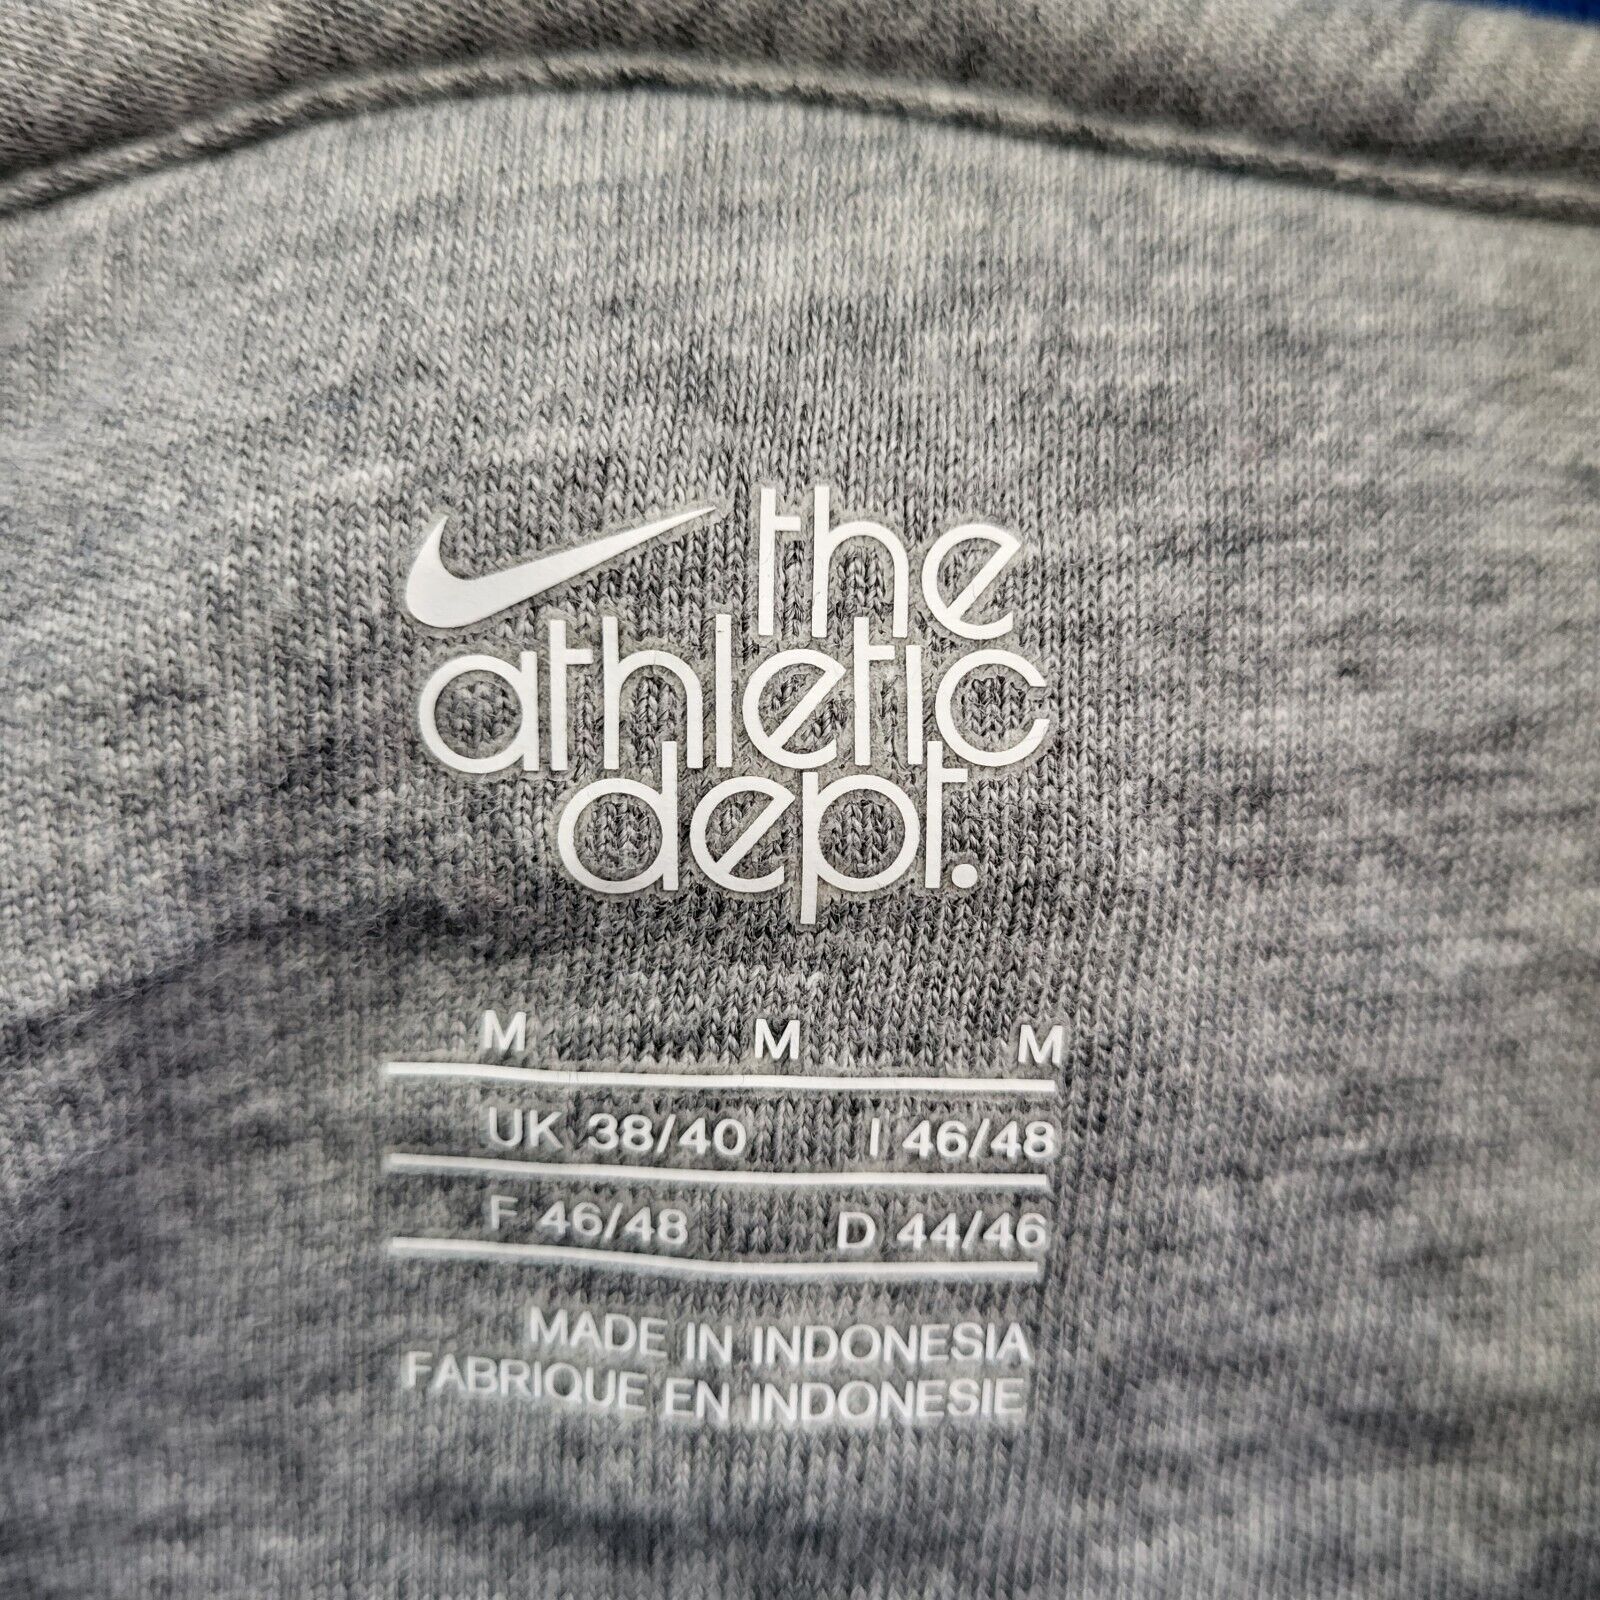 the
athletic
dept.
M M M
UK 38/40 I 46/48
F 46/48 D 44/46
MADE IN INDONESIA
FABRIQUE EN INDONESIE